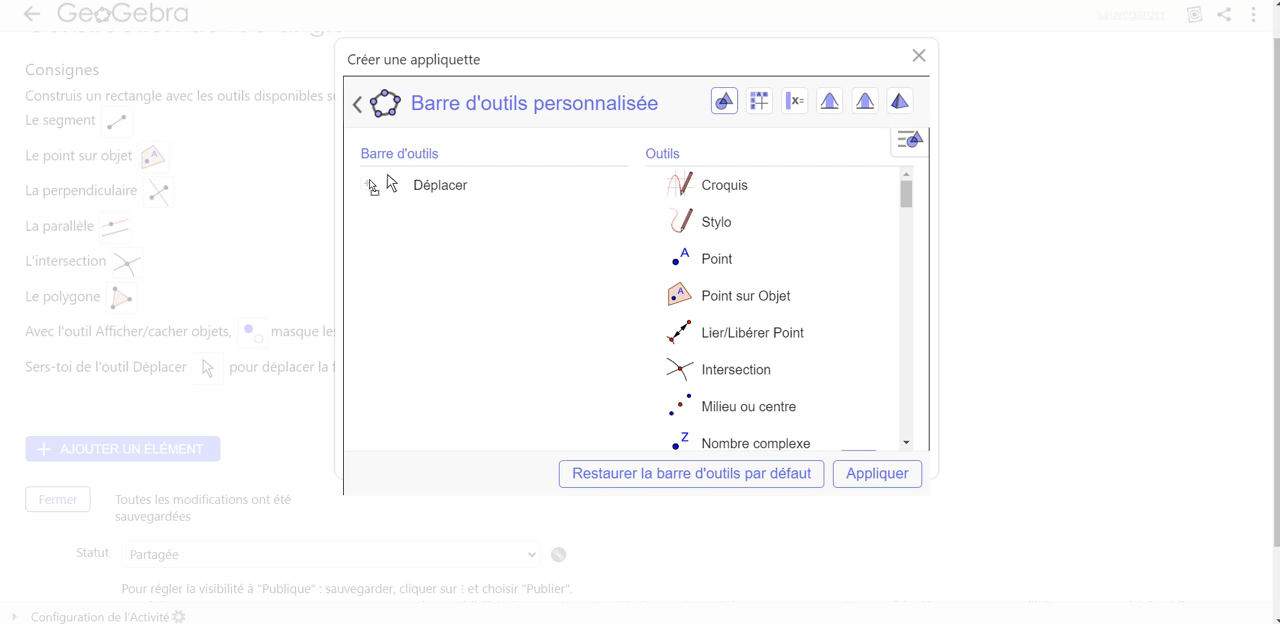 GeoGebra
Consignes
Construis un rectangle avec les outils disponibles
Le segment
Le point sur objet
La perpendiculaire
La parallèle
L'intersection
Le polygone
Avec l'outil Afficher/cacher objets, masque
Sers-toi de l'outil Déplacer pour déplacer la
AJOUTER UN ÉLÉMENT
Fermer
Toutes les modifications ont été
sauvegardées
Statut
Partagée
Pour régler la visibilité à "Publique" : sauvegarder, cliquer sur ⋮ et choisir "Publier".
Configuration de l'Activité
Créer une appliquette
Barre d'outils personnalisée
Barre d'outils
Déplacer
Outils
Croquis
Stylo
A Point
A Point sur Objet
Lier/Libérer Point
Intersection
Milieu ou centre
Z Nombre complexe
Restaurer la barre d'outils par défaut
Appliquer